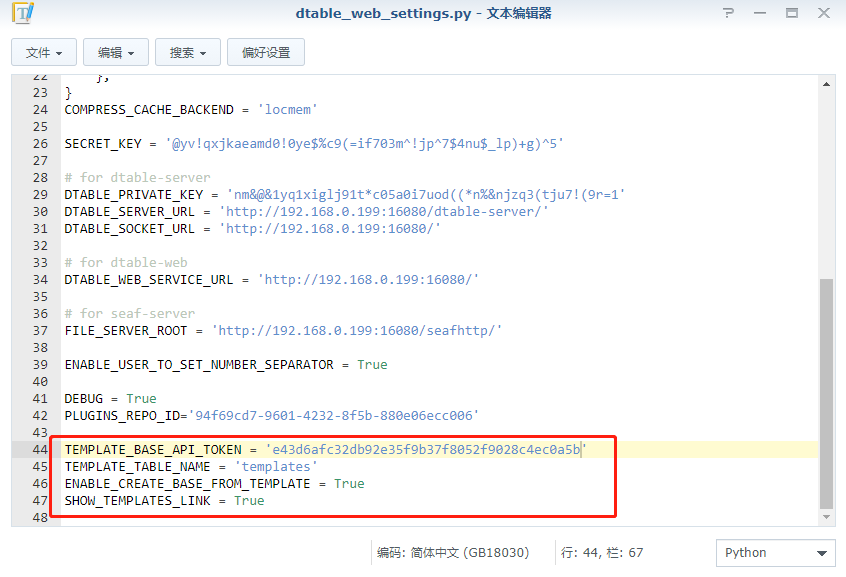 dtable_web_settings.py - 文本编辑器
文件 编辑 搜索 偏好设置
22 },
23 }
24 COMPRESS_CACHE_BACKEND = 'locmem'
25
26 SECRET_KEY = '@yv!qxjkaeamd0!0ye$%c9(=if703m^!jp^7$4nu$_lp)+g)^5'
27
28 # for dtable-server
29 DTABLE_PRIVATE_KEY = 'nm&@&1yq1xiglj91t*c05a0i7uod((*n%&njzq3(tju7!(9r=1'
30 DTABLE_SERVER_URL = 'http://192.168.0.199:16080/dtable-server/'
31 DTABLE_SOCKET_URL = 'http://192.168.0.199:16080/'
32
33 # for dtable-web
34 DTABLE_WEB_SERVICE_URL = 'http://192.168.0.199:16080/'
35
36 # for seaf-server
37 FILE_SERVER_ROOT = 'http://192.168.0.199:16080/seafhttp/'
38
39 ENABLE_USER_TO_SET_NUMBER_SEPARATOR = True
40
41 DEBUG = True
42 PLUGINS_REPO_ID='94f69cd7-9601-4232-8f5b-880e06ecc006'
43
44 TEMPLATE_BASE_API_TOKEN = 'e43d6afc32db92e35f9b37f8052f9028c4ec0a5b'
45 TEMPLATE_TABLE_NAME = 'templates'
46 ENABLE_CREATE_BASE_FROM_TEMPLATE = True
47 SHOW_TEMPLATES_LINK = True
48
编码: 简体中文 (GB18030) 行: 44, 栏: 67 Python